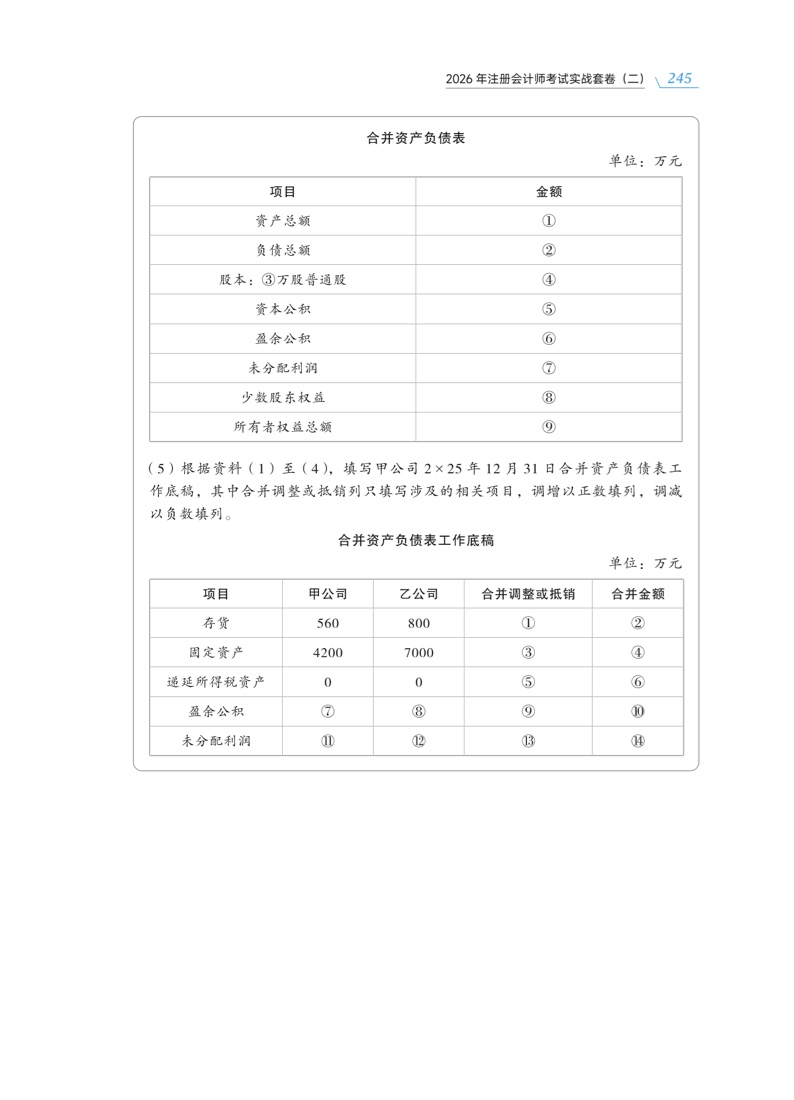 2026 年注册会计师考试实战套卷（二） 245
合并资产负债表
单位：万元
项目 金额
资产总额 ①
负债总额 ②
股本：③万股普通股 ④
资本公积 ⑤
盈余公积 ⑥
未分配利润 ⑦
少数股东权益 ⑧
所有者权益总额 ⑨
（5）根据资料（1）至（4），填写甲公司 2×25 年 12 月 31 日合并资产负债表工
作底稿，其中合并调整或抵销列只填写涉及的相关项目，调增以正数填列，调减
以负数填列。
合并资产负债表工作底稿
单位：万元
项目 甲公司 乙公司 合并调整或抵销 合并金额
存货 560 800 ① ②
固定资产 4200 7000 ③ ④
递延所得税资产 0 0 ⑤ ⑥
盈余公积 ⑦ ⑧ ⑨ ⑩
未分配利润 ⑪ ⑫ ⑬ ⑭